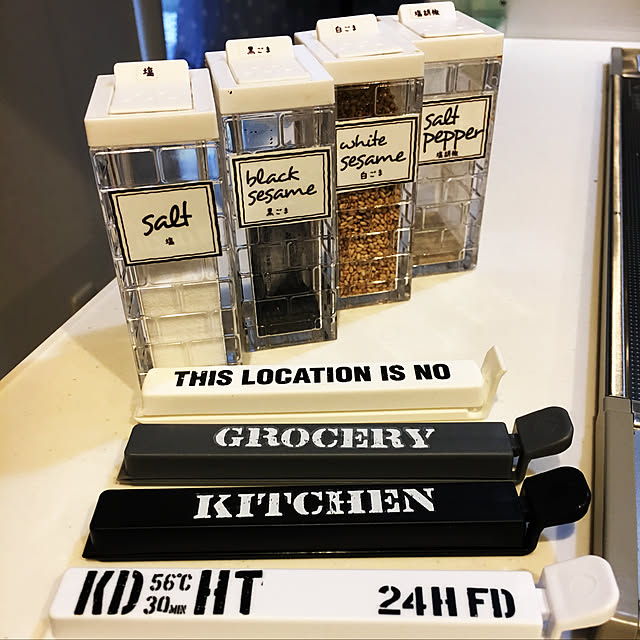 塩
黒ごま
白ごま
塩胡椒
salt
塩
black
sesame
黒ごま
white
sesame
白ごま
salt
pepper
塩胡椒
THIS LOCATION IS NO
GROCERY
KITCHEN
KD 56℃ 30MIN HT 24H FD